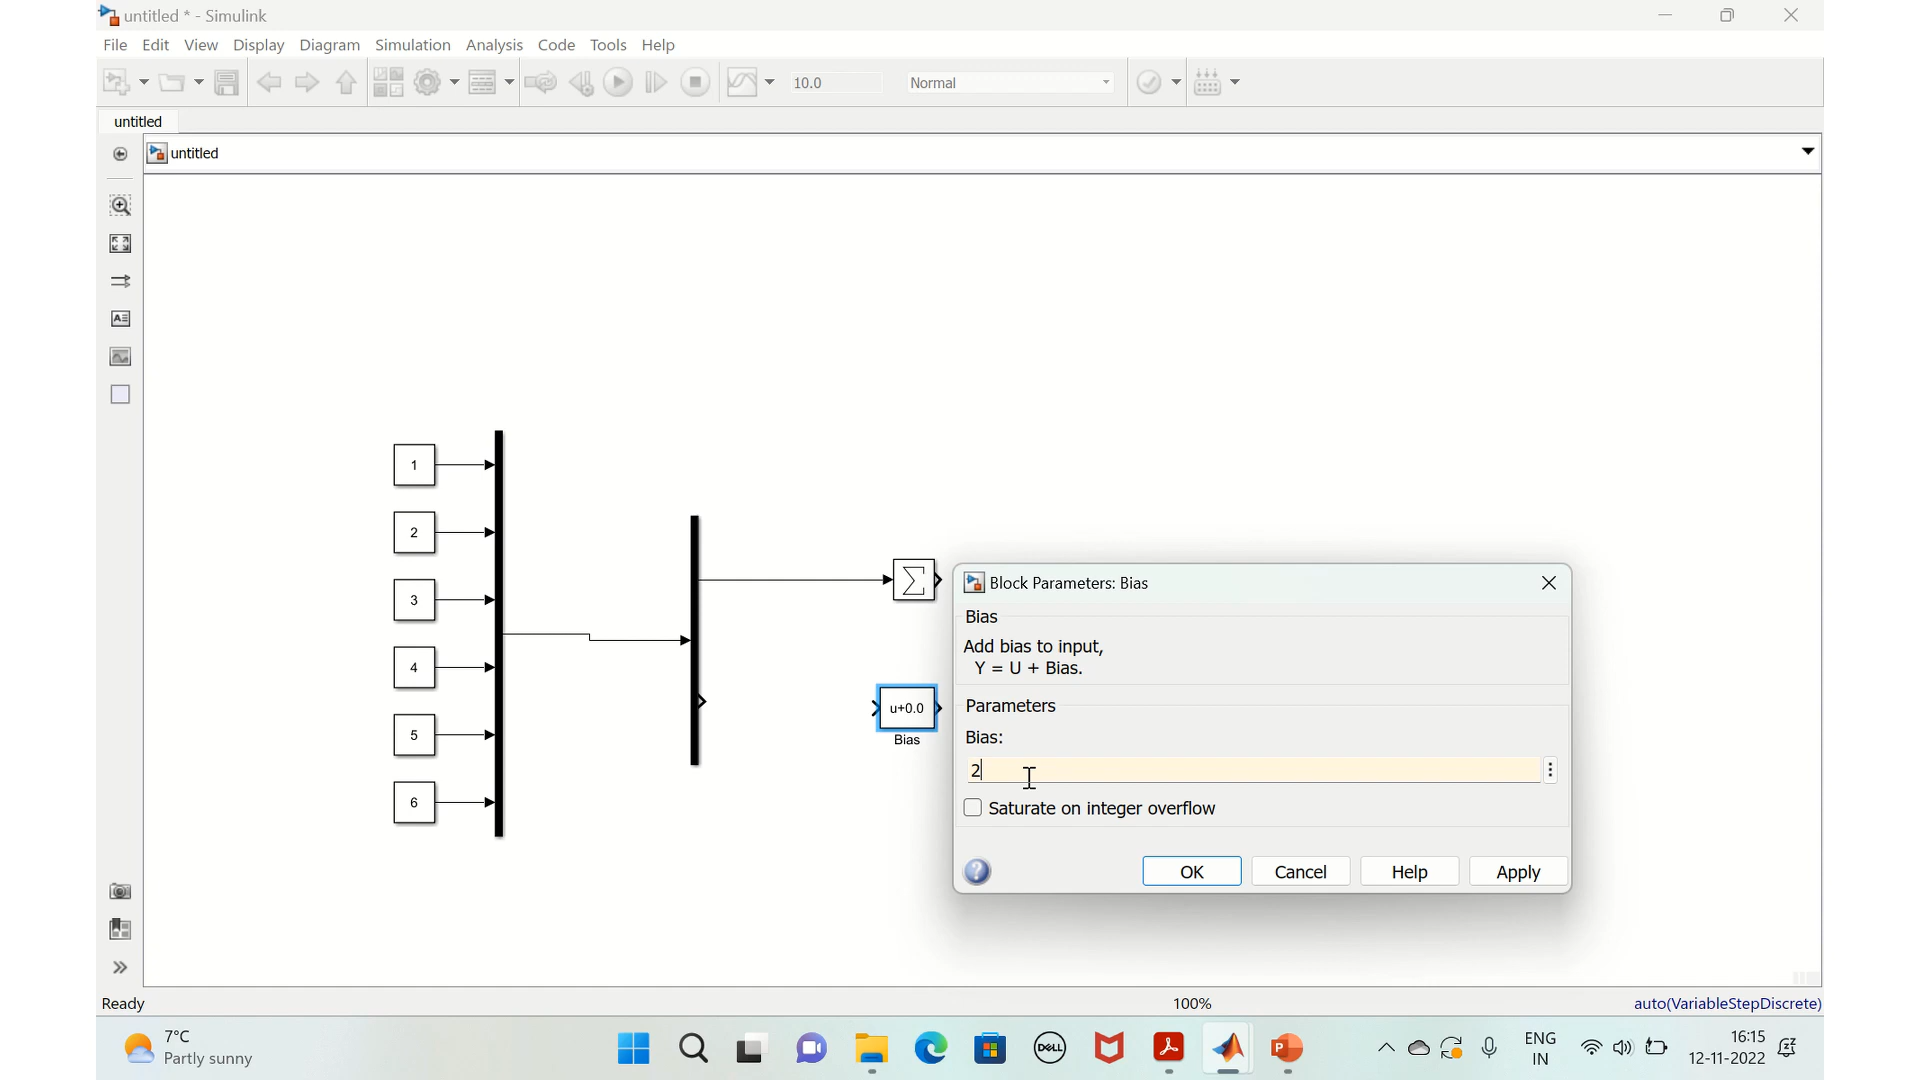 untitled * - Simulink
File Edit View Display Diagram Simulation Analysis Code Tools Help
10.0 Normal
untitled
untitled
1
2
3
4
5
6
u+0.0
Bias
Block Parameters: Bias
Bias
Add bias to input,
Y = U + Bias.
Parameters
Bias:
2
Saturate on integer overflow
OK Cancel Help Apply
Ready 100% auto(VariableStepDiscrete)
7°C
Partly sunny
DELL
ENG
IN
16:15
12-11-2022